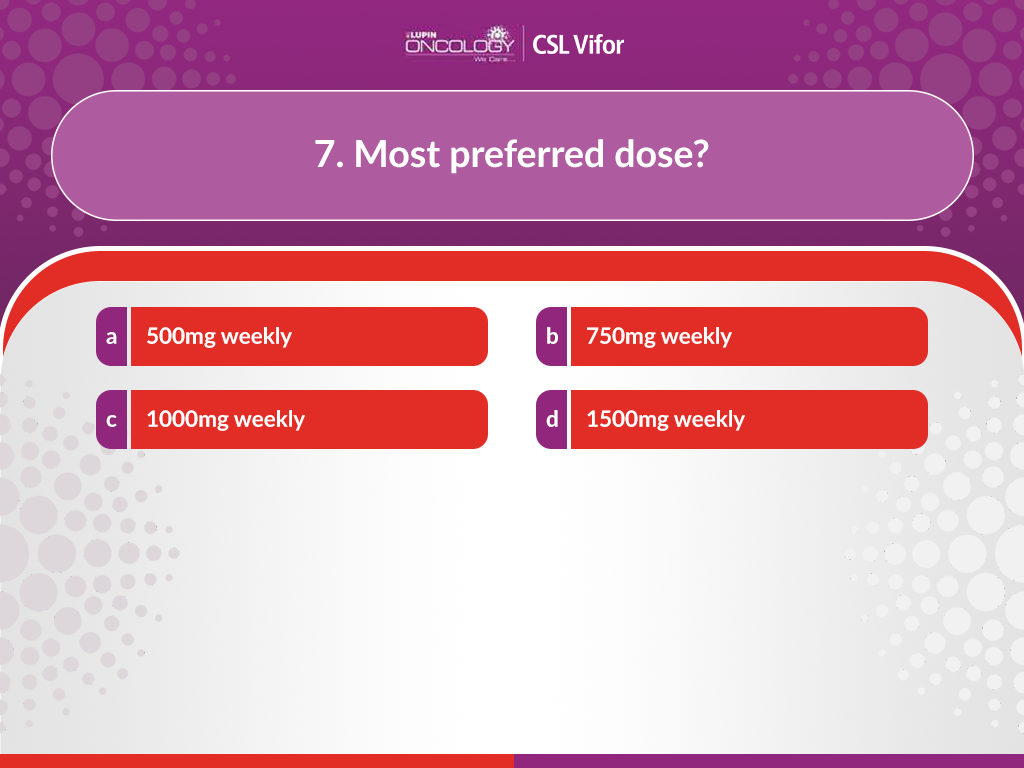 LUPIN
ONCOLOGY
We Care...
CSL Vifor
7. Most preferred dose?
a 500mg weekly
b 750mg weekly
c 1000mg weekly
d 1500mg weekly